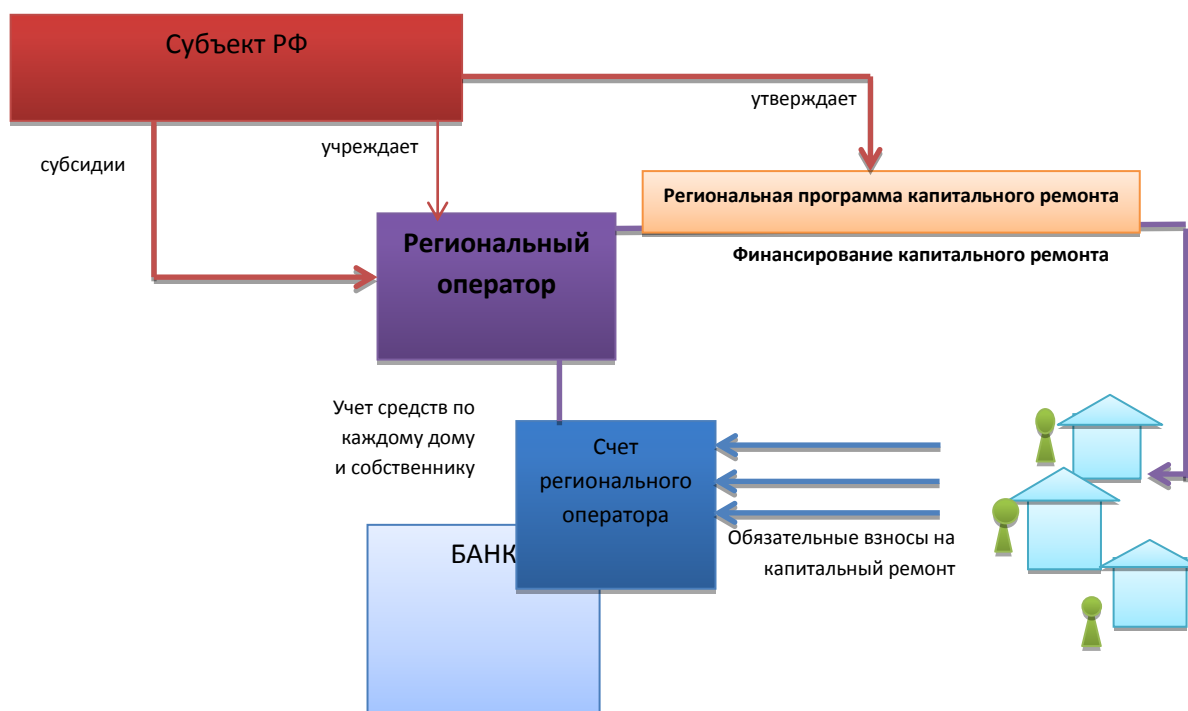 Субъект РФ
утверждает
учреждает
субсидии
Региональная программа капитального ремонта
Региональный
оператор
Финансирование капитального ремонта
Учет средств по
каждому дому
и собственнику
Счет
регионального
оператора
Обязательные взносы на
капитальный ремонт
БАНК